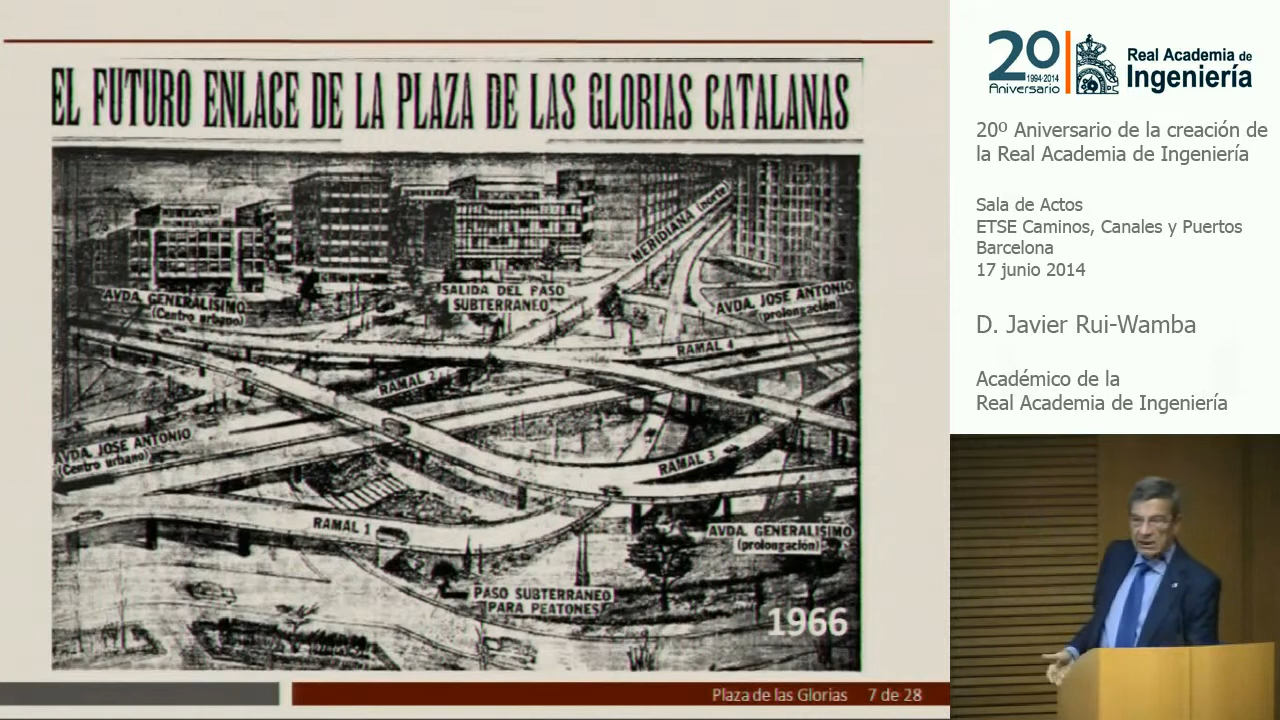 EL FUTURO ENLACE DE LA PLAZA DE LAS GLORIAS CATALANAS
MERIDIANA (norte)
AVDA. GENERALISIMO
(Centro urbano)
SALIDA DEL PASO
SUBTERRANEO
AVDA. JOSE ANTONIO
(prolongación)
RAMAL 4
RAMAL 2
AVDA. JOSE ANTONIO
(Centro urbano)
RAMAL 3
RAMAL 1
AVDA. GENERALISIMO
(prolongación)
PASO SUBTERRANEO
PARA PEATONES
1966
Plaza de las Glorias 7 de 28
20
1994-2014
Aniversario
Real Academia de
Ingeniería
20º Aniversario de la creación de
la Real Academia de Ingeniería
Sala de Actos
ETSE Caminos, Canales y Puertos
Barcelona
17 junio 2014
D. Javier Rui-Wamba
Académico de la
Real Academia de Ingeniería